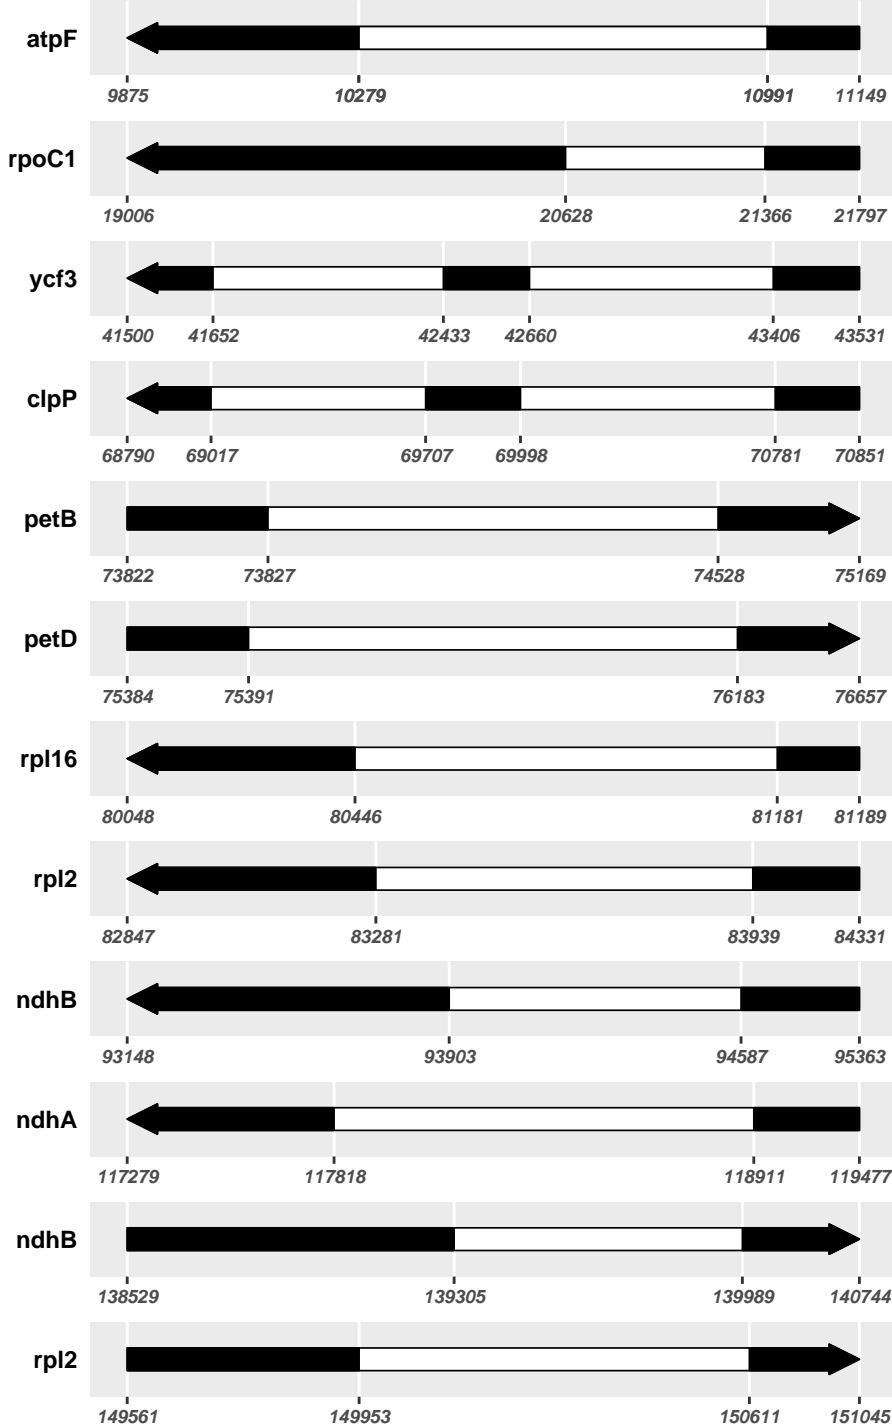 atpF
9875 10279 10991 11149
rpoC1
19006 20628 21366 21797
ycf3
41500 41652 42433 42660 43406 43531
clpP
68790 69017 69707 69998 70781 70851
petB
73822 73827 74528 75169
petD
75384 75391 76183 76657
rpl16
80048 80446 81181 81189
rpl2
82847 83281 83939 84331
ndhB
93148 93903 94587 95363
ndhA
117279 117818 118911 119477
ndhB
138529 139305 139989 140744
rpl2
149561 149953 150611 151045